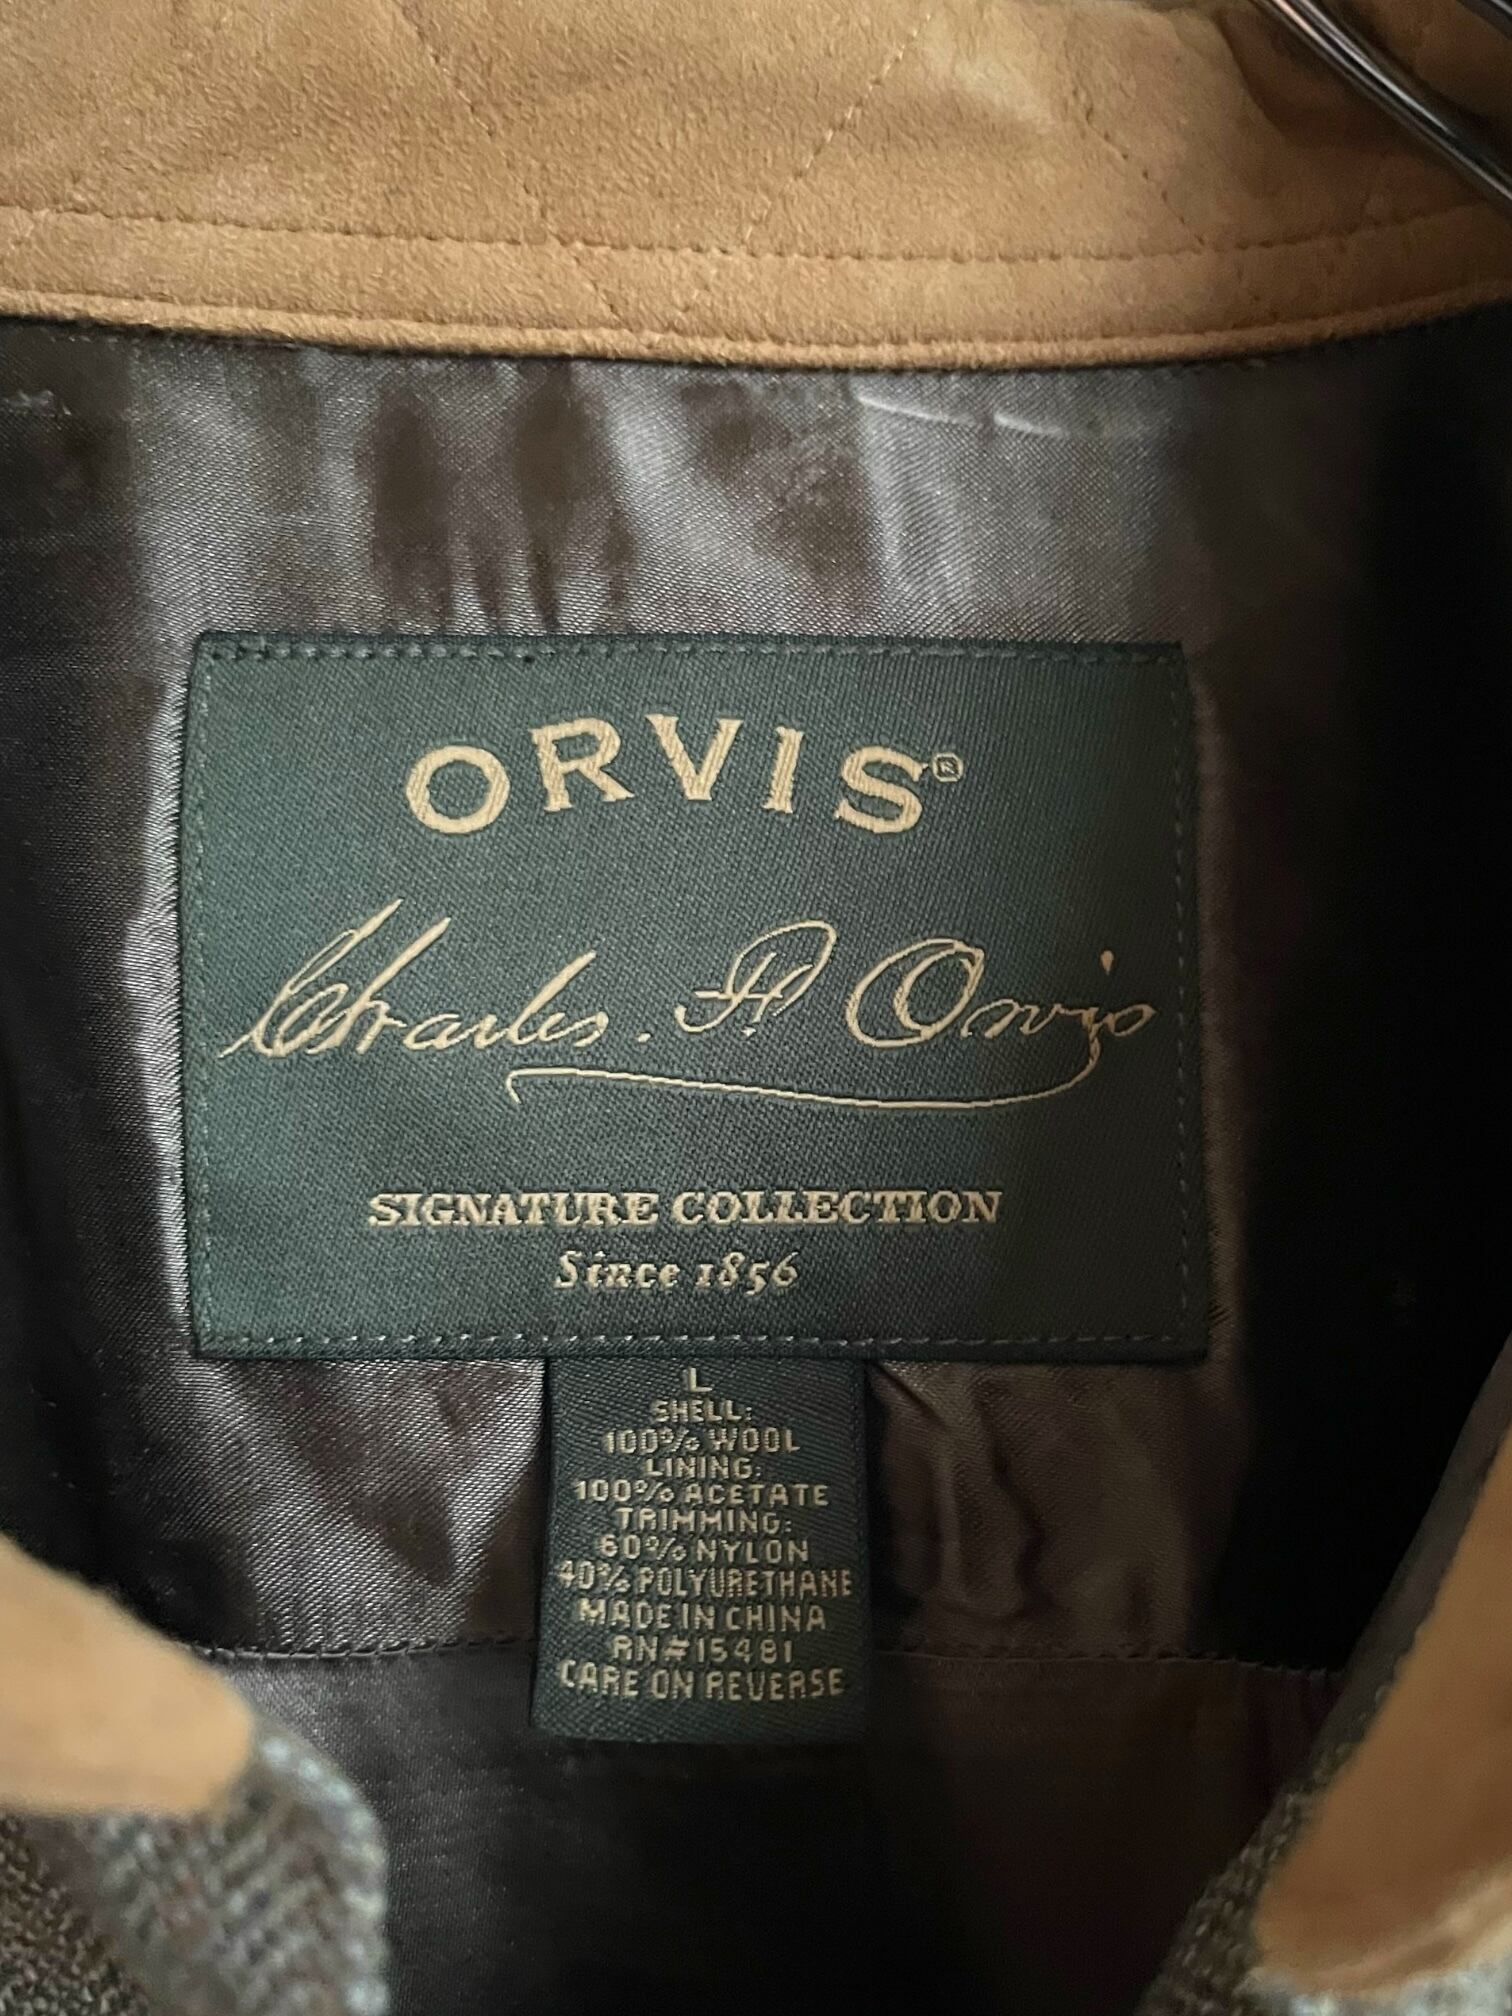 ORVIS®
Charles. F. Orvis
SIGNATURE COLLECTION
Since 1856
L
SHELL:
100% WOOL
LINING:
100% ACETATE
TRIMMING:
60% NYLON
40% POLYURETHANE
MADE IN CHINA
RN#15481
CARE ON REVERSE